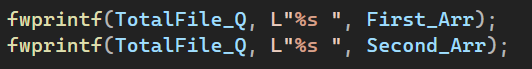 fwprintf(TotalFile_Q, L"%s ", First_Arr);
fwprintf(TotalFile_Q, L"%s ", Second_Arr);